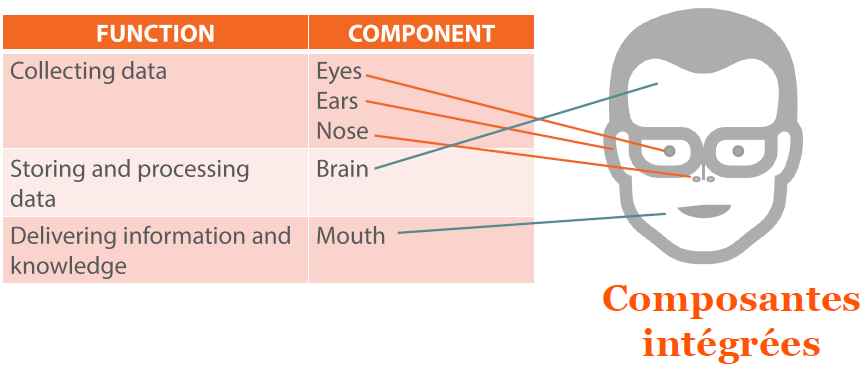 FUNCTION COMPONENT
Collecting data Eyes
Ears
Nose
Storing and processing Brain
data
Delivering information and Mouth
knowledge
Composantes
intégrées